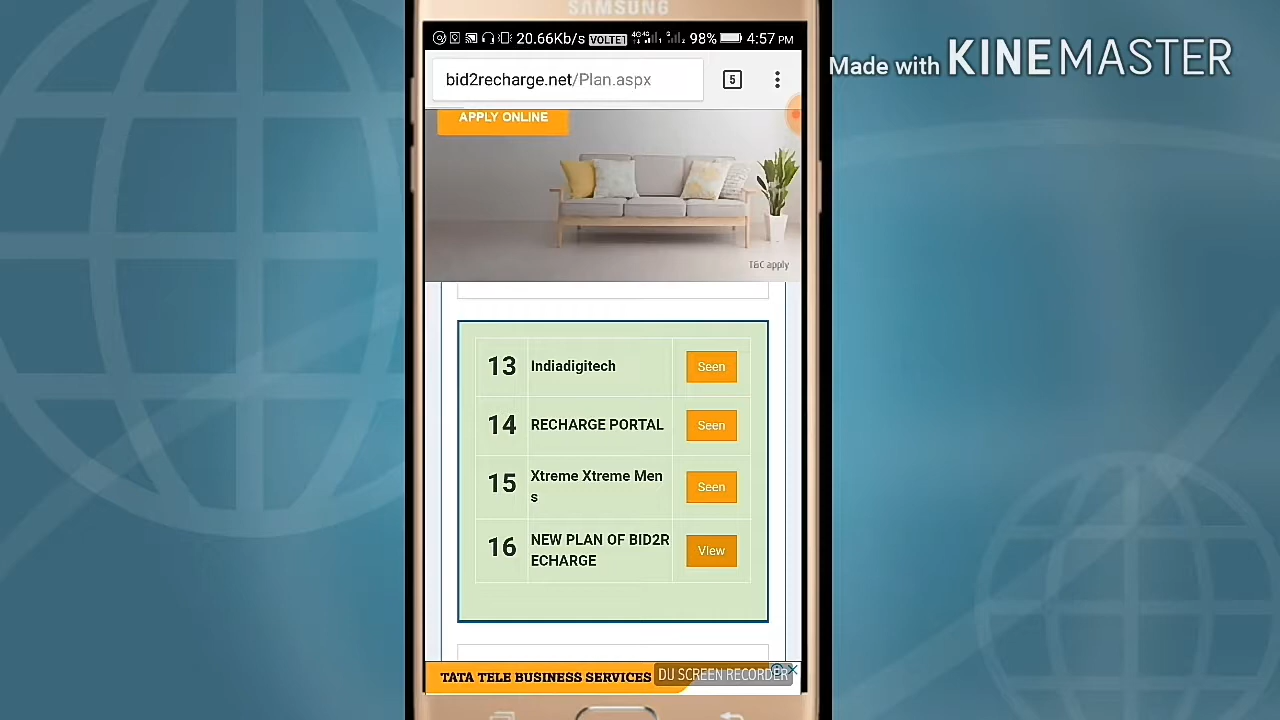 SAMSUNG
20.66Kb/s VOLTE1 4G4G 98% 4:57 PM
Made with KINEMASTER
bid2recharge.net/Plan.aspx 5
APPLY ONLINE
T&C apply
13 Indiadigitech Seen
14 RECHARGE PORTAL Seen
15 Xtreme Xtreme Men
s
Seen
16 NEW PLAN OF BID2R
ECHARGE
View
TATA TELE BUSINESS SERVICES
DU SCREEN RECORDER